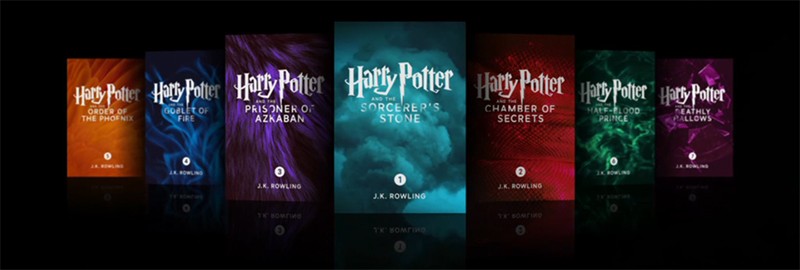 Harry Potter
AND THE
ORDER OF
THE PHOENIX
5
J.K. ROWLING
Harry Potter
AND THE
GOBLET OF
FIRE
4
J.K. ROWLING
Harry Potter
AND THE
PRISONER OF
AZKABAN
3
J.K. ROWLING
Harry Potter
AND THE
SORCERER'S
STONE
1
J.K. ROWLING
Harry Potter
AND THE
CHAMBER OF
SECRETS
2
J.K. ROWLING
Harry Potter
AND THE
HALF-BLOOD
PRINCE
6
J.K. ROWLING
Harry Potter
AND THE
DEATHLY
HALLOWS
7
J.K. ROWLING